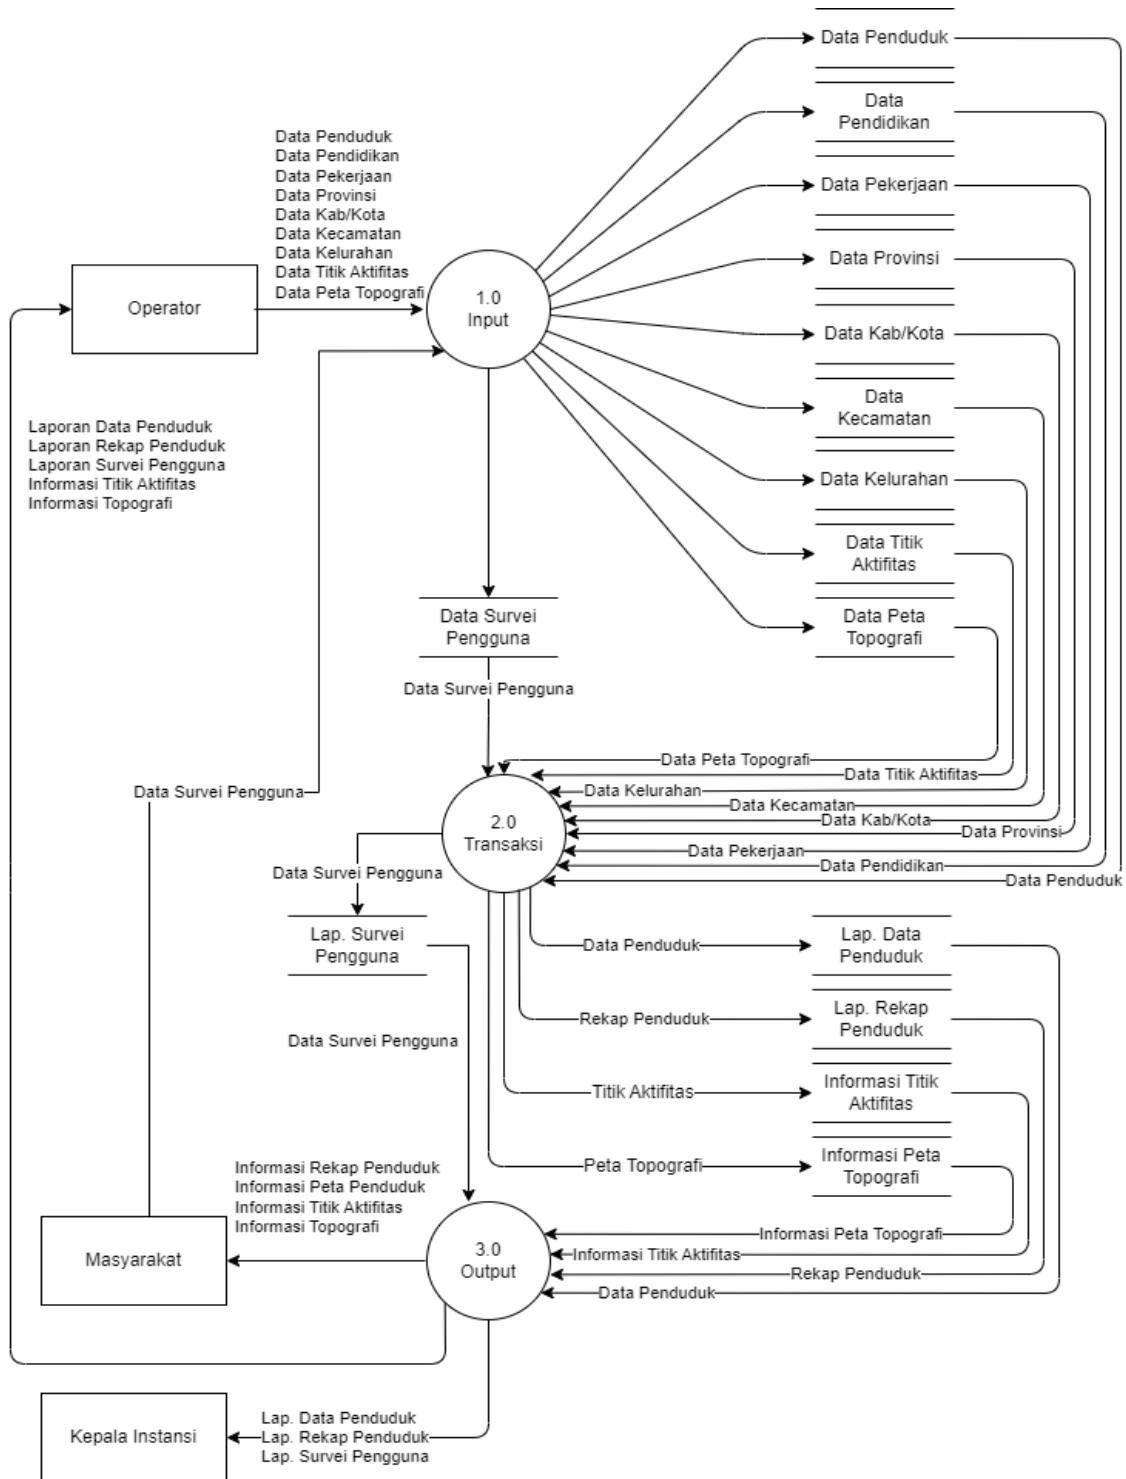 Data Penduduk
Data
Pendidikan
Data Penduduk
Data Pendidikan
Data Pekerjaan
Data Provinsi
Data Kab/Kota
Data Kecamatan
Data Kelurahan
Data Titik Aktifitas
Data Peta Topografi
Data Pekerjaan
Data Provinsi
Operator
1.0
Input
Data Kab/Kota
Data
Kecamatan
Laporan Data Penduduk
Laporan Rekap Penduduk
Laporan Survei Pengguna
Informasi Titik Aktifitas
Informasi Topografi
Data Kelurahan
Data Titik
Aktifitas
Data Survei
Pengguna
Data Peta
Topografi
Data Survei Pengguna
Data Peta Topografi
Data Titik Aktifitas
Data Survei Pengguna
Data Kelurahan
Data Kecamatan
Data Kab/Kota
2.0
Transaksi
Data Provinsi
Data Pekerjaan
Data Pendidikan
Data Survei Pengguna
Data Penduduk
Lap. Survei
Pengguna
Data Penduduk
Lap. Data
Penduduk
Rekap Penduduk
Lap. Rekap
Penduduk
Data Survei Pengguna
Titik Aktifitas
Informasi Titik
Aktifitas
Peta Topografi
Informasi Peta
Topografi
Informasi Rekap Penduduk
Informasi Peta Penduduk
Informasi Titik Aktifitas
Informasi Topografi
Informasi Peta Topografi
Masyarakat
3.0
Output
Informasi Titik Aktifitas
Rekap Penduduk
Data Penduduk
Kepala Instansi
Lap. Data Penduduk
Lap. Rekap Penduduk
Lap. Survei Pengguna